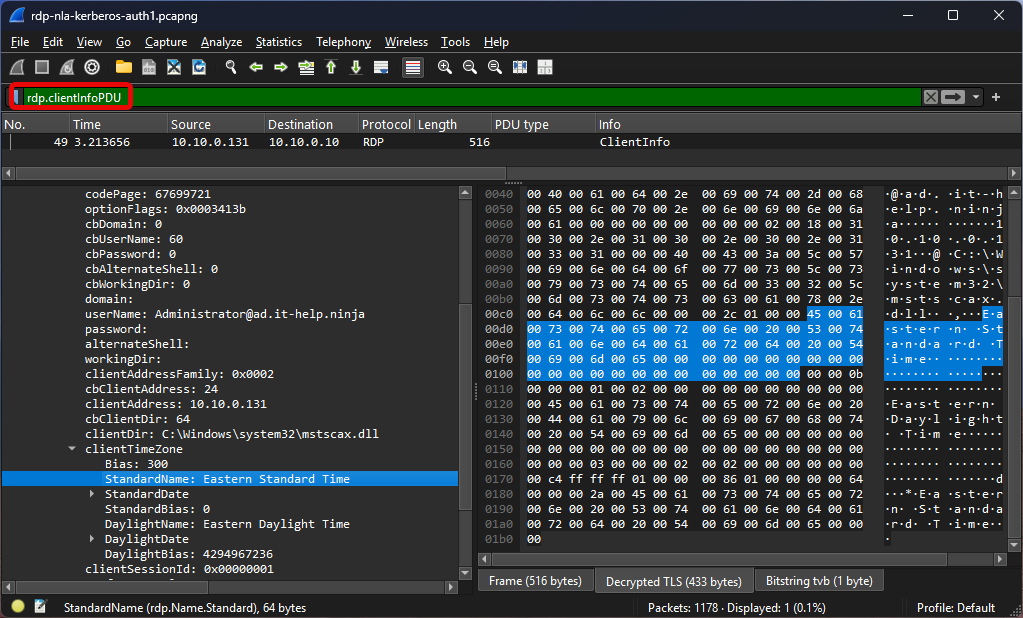 rdp-nla-kerberos-auth1.pcapng
File Edit View Go Capture Analyze Statistics Telephony Wireless Tools Help
rdp.clientInfoPDU
No. Time Source Destination Protocol Length PDU type Info
49 3.213656 10.10.0.131 10.10.0.10 RDP 516 ClientInfo
codePage: 67699721
optionFlags: 0x0003413b
cbDomain: 0
cbUserName: 60
cbPassword: 0
cbAlternateShell: 0
cbWorkingDir: 0
domain:
userName: Administrator@ad.it-help.ninja
password:
alternateShell:
workingDir:
clientAddressFamily: 0x0002
cbClientAddress: 24
clientAddress: 10.10.0.131
cbClientDir: 64
clientDir: C:\Windows\system32\mstscax.dll
clientTimeZone
Bias: 300
StandardName: Eastern Standard Time
StandardDate
StandardBias: 0
DaylightName: Eastern Daylight Time
DaylightDate
DaylightBias: 4294967236
clientSessionId: 0x00000001
0040 00 40 00 61 00 64 00 2e 00 69 00 74 00 2d 00 68 ·@·a·d·.·i·t·-·h
0050 00 65 00 6c 00 70 00 2e 00 6e 00 69 00 6e 00 6a ·e·l·p·.·n·i·n·j
0060 00 61 00 00 00 00 00 00 00 00 00 02 00 18 00 31 ·a·············1
0070 00 30 00 2e 00 31 00 30 00 2e 00 30 00 2e 00 31 ·0·.·1·0·.·0·.·1
0080 00 33 00 31 00 00 00 40 00 43 00 3a 00 5c 00 57 ·3·1···@·C·:·\·W
0090 00 69 00 6e 00 64 00 6f 00 77 00 73 00 5c 00 73 ·i·n·d·o·w·s·\·s
00a0 00 79 00 73 00 74 00 65 00 6d 00 33 00 32 00 5c ·y·s·t·e·m·3·2·\
00b0 00 6d 00 73 00 74 00 73 00 63 00 61 00 78 00 2e ·m·s·t·s·c·a·x·.
00c0 00 64 00 6c 00 6c 00 00 00 2c 01 00 00 45 00 61 ·d·l·l···,···E·a
00d0 00 73 00 74 00 65 00 72 00 6e 00 20 00 53 00 74 ·s·t·e·r·n· ·S·t
00e0 00 61 00 6e 00 64 00 61 00 72 00 64 00 20 00 54 ·a·n·d·a·r·d· ·T
00f0 00 69 00 6d 00 65 00 00 00 00 00 00 00 00 00 00 ·i·m·e··········
0100 00 00 00 00 00 00 00 00 00 00 00 00 00 00 00 0b ················
0110 00 00 00 01 00 02 00 00 00 00 00 00 00 00 00 00 ················
0120 00 45 00 61 00 73 00 74 00 65 00 72 00 6e 00 20 ·E·a·s·t·e·r·n· 
0130 00 44 00 61 00 79 00 6c 00 69 00 67 00 68 00 74 ·D·a·y·l·i·g·h·t
0140 00 20 00 54 00 69 00 6d 00 65 00 00 00 00 00 00 · ·T·i·m·e······
0150 00 00 00 00 00 00 00 00 00 00 00 00 00 00 00 00 ················
0160 00 00 00 03 00 00 00 02 00 02 00 00 00 00 00 00 ················
0170 00 c4 ff ff ff 01 00 00 00 86 01 00 00 00 00 64 ···············d
0180 00 00 00 2a 00 45 00 61 00 73 00 74 00 65 00 72 ···*·E·a·s·t·e·r
0190 00 6e 00 20 00 53 00 74 00 61 00 6e 00 64 00 61 ·n· ·S·t·a·n·d·a
01a0 00 72 00 64 00 20 00 54 00 69 00 6d 00 65 00 00 ·r·d· ·T·i·m·e··
01b0 00 ·
Frame (516 bytes) Decrypted TLS (433 bytes) Bitstring tvb (1 byte)
StandardName (rdp.Name.Standard), 64 bytes Packets: 1178 · Displayed: 1 (0.1%) Profile: Default